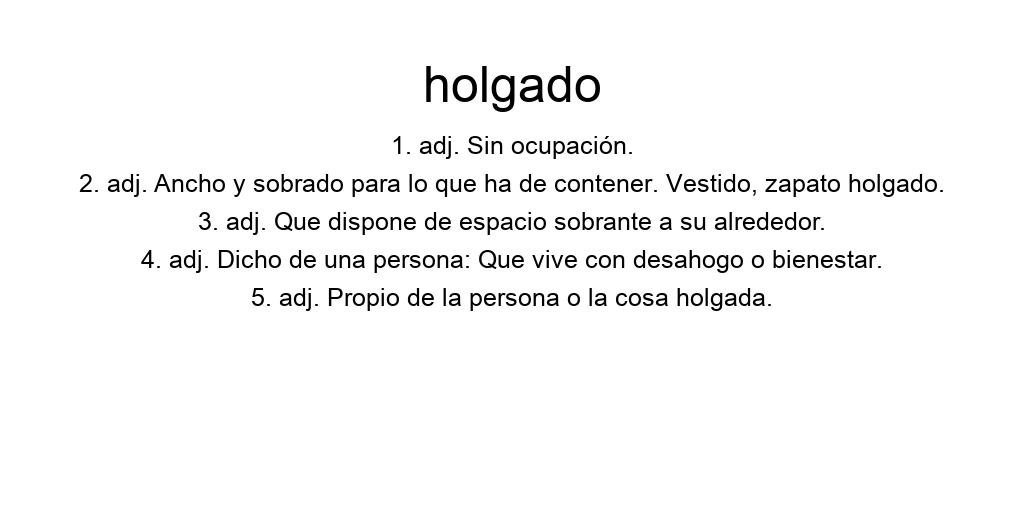 holgado
1. adj. Sin ocupación.
2. adj. Ancho y sobrado para lo que ha de contener. Vestido, zapato holgado.
3. adj. Que dispone de espacio sobrante a su alrededor.
4. adj. Dicho de una persona: Que vive con desahogo o bienestar.
5. adj. Propio de la persona o la cosa holgada.